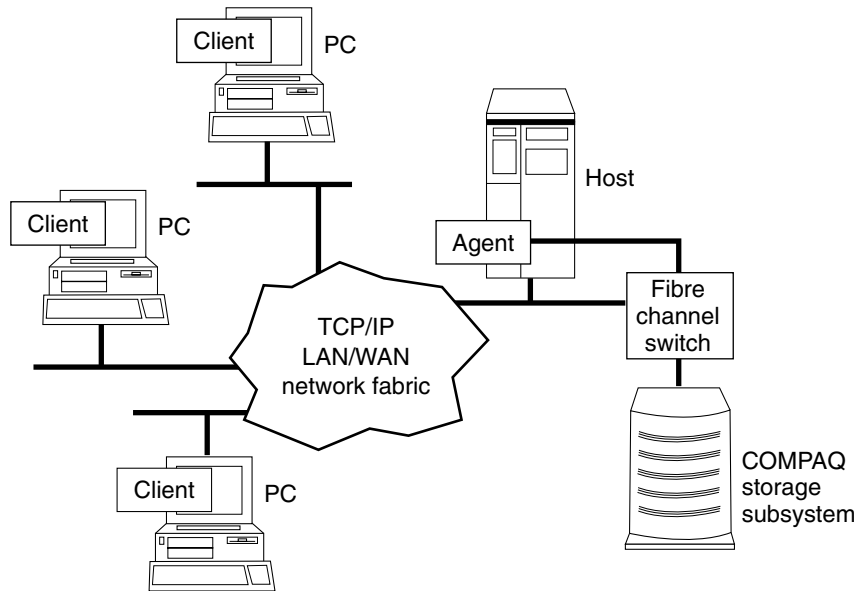 Client
PC
Host
Client
PC
Agent
Fibre
channel
switch
TCP/IP
LAN/WAN
network fabric
Client
PC
COMPAQ
storage
subsystem